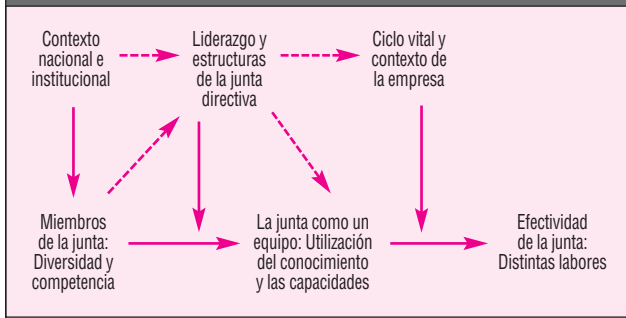 Contexto
nacional e
institucional
Liderazgo y
estructuras
de la junta
directiva
Ciclo vital y
contexto de
la empresa
Miembros
de la junta:
Diversidad y
competencia
La junta como un
equipo: Utilización
del conocimiento
y las capacidades
Efectividad
de la junta:
Distintas labores